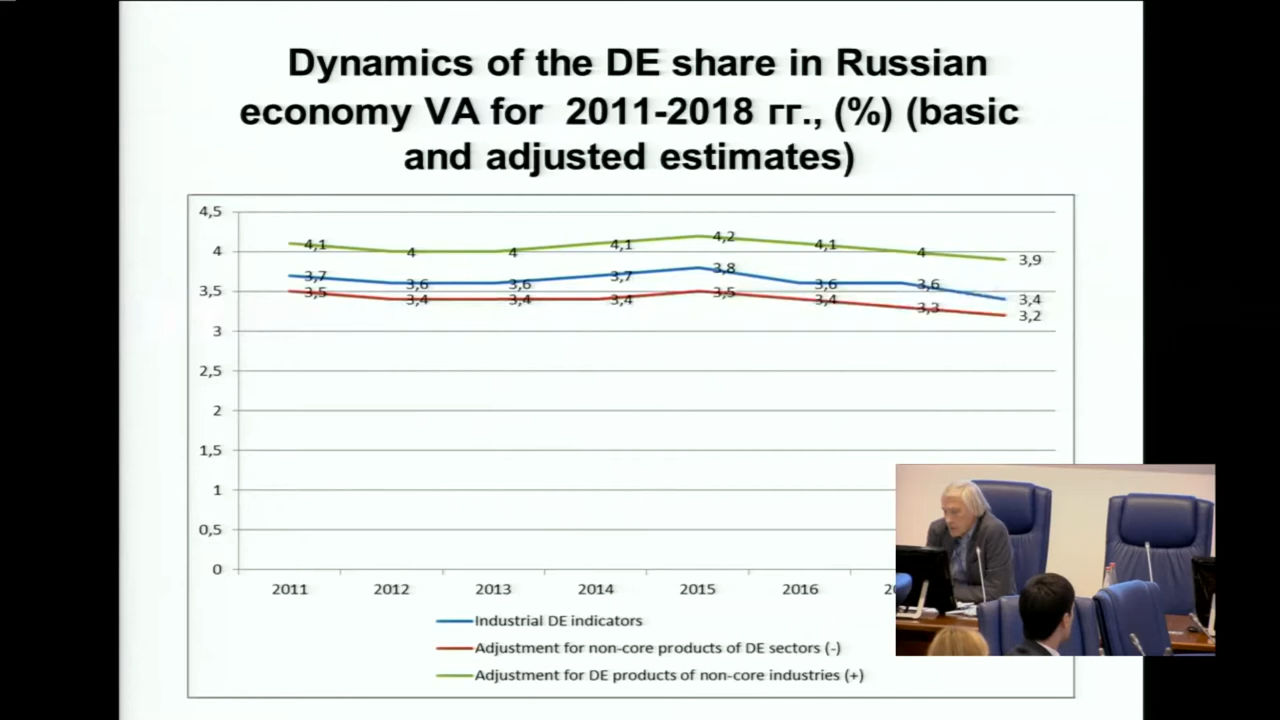 Dynamics of the DE share in Russian
economy VA for 2011-2018 гг., (%) (basic
and adjusted estimates)
4,5
4
3,5
3
2,5
2
1,5
1
0,5
0
4,1 4 4 4,1 4,2 4,1 4 3,9
3,7 3,6 3,6 3,7 3,8 3,6 3,6 3,4
3,5 3,4 3,4 3,4 3,5 3,4 3,3 3,2
2011 2012 2013 2014 2015 2016
Industrial DE indicators
Adjustment for non-core products of DE sectors (-)
Adjustment for DE products of non-core industries (+)